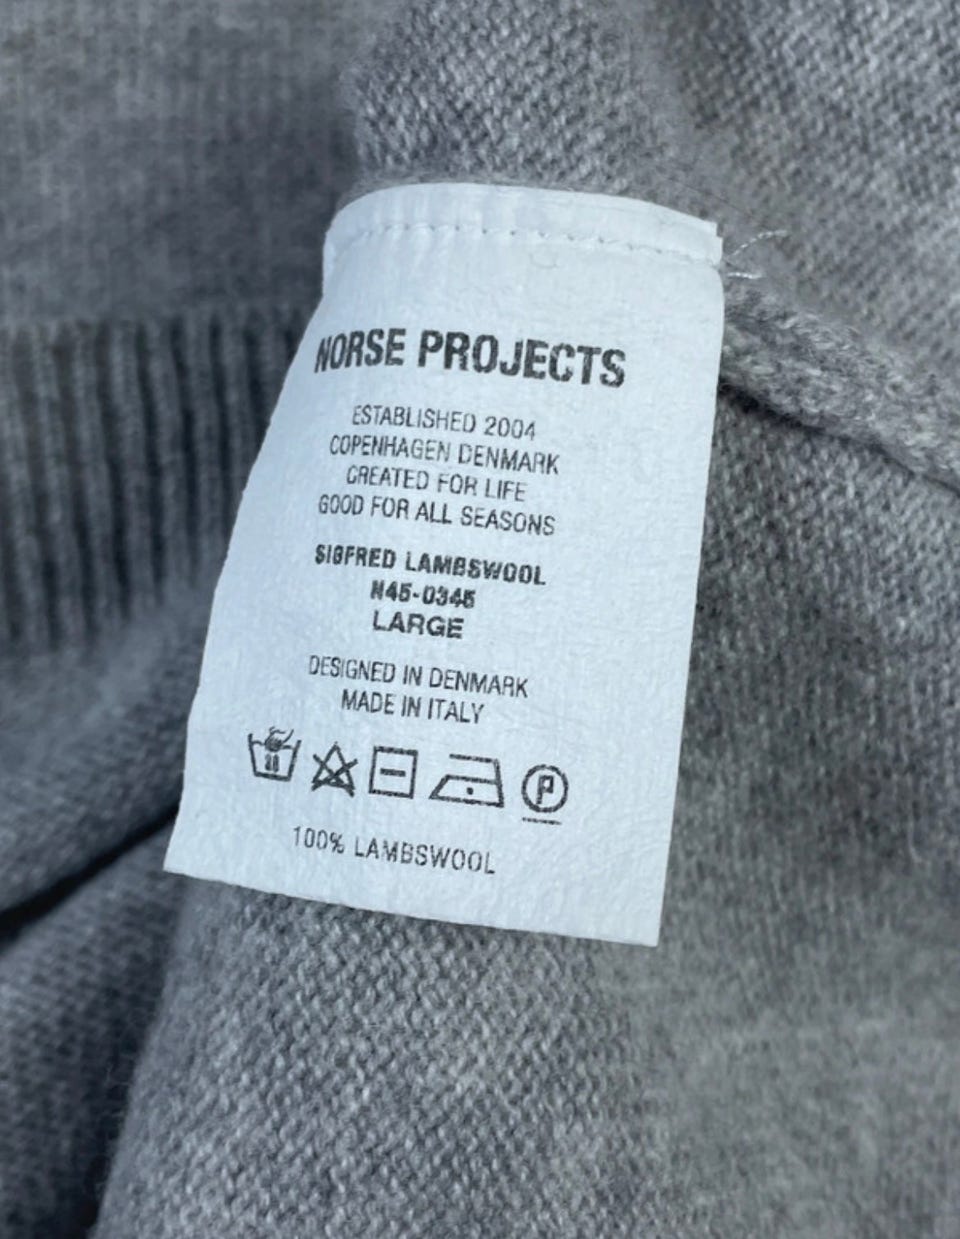 NORSE PROJECTS
ESTABLISHED 2004
COPENHAGEN DENMARK
CREATED FOR LIFE
GOOD FOR ALL SEASONS
SIGFRED LAMBSWOOL
N45-0345
LARGE
DESIGNED IN DENMARK
MADE IN ITALY
30 P
100% LAMBSWOOL